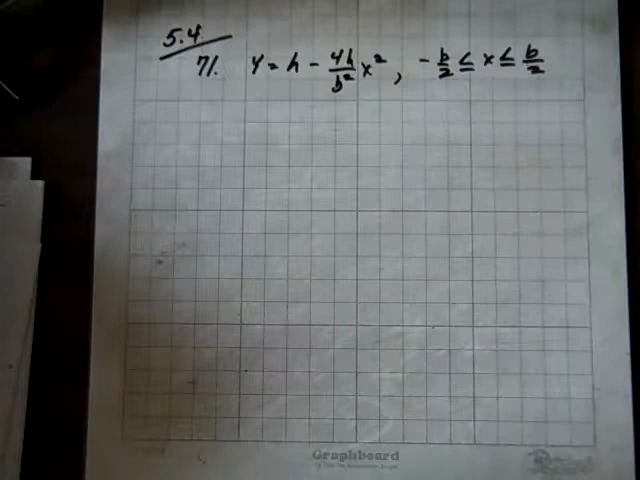 5.4
71. y = h - 4h/b² x², -b/2 ≤ x ≤ b/2
Graphboard